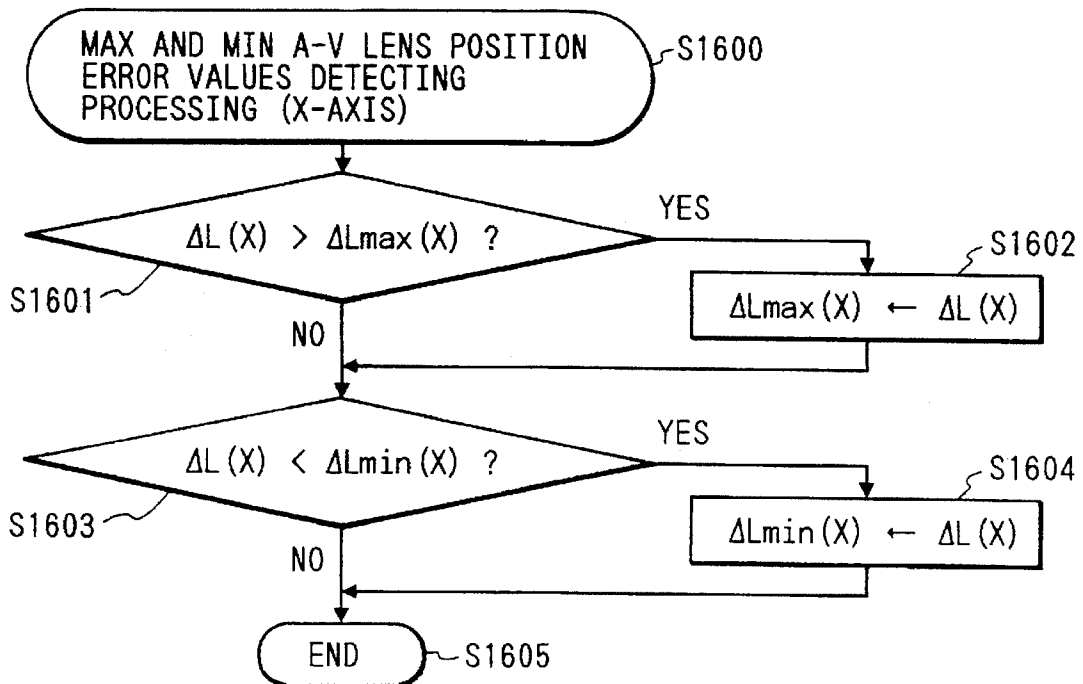 MAX AND MIN A-V LENS POSITION
ERROR VALUES DETECTING
PROCESSING (X-AXIS)
S1600
ΔL(X) > ΔLmax(X) ?
YES
S1601
S1602
ΔLmax(X) ← ΔL(X)
NO
ΔL(X) < ΔLmin(X) ?
YES
S1603
S1604
ΔLmin(X) ← ΔL(X)
NO
END
S1605